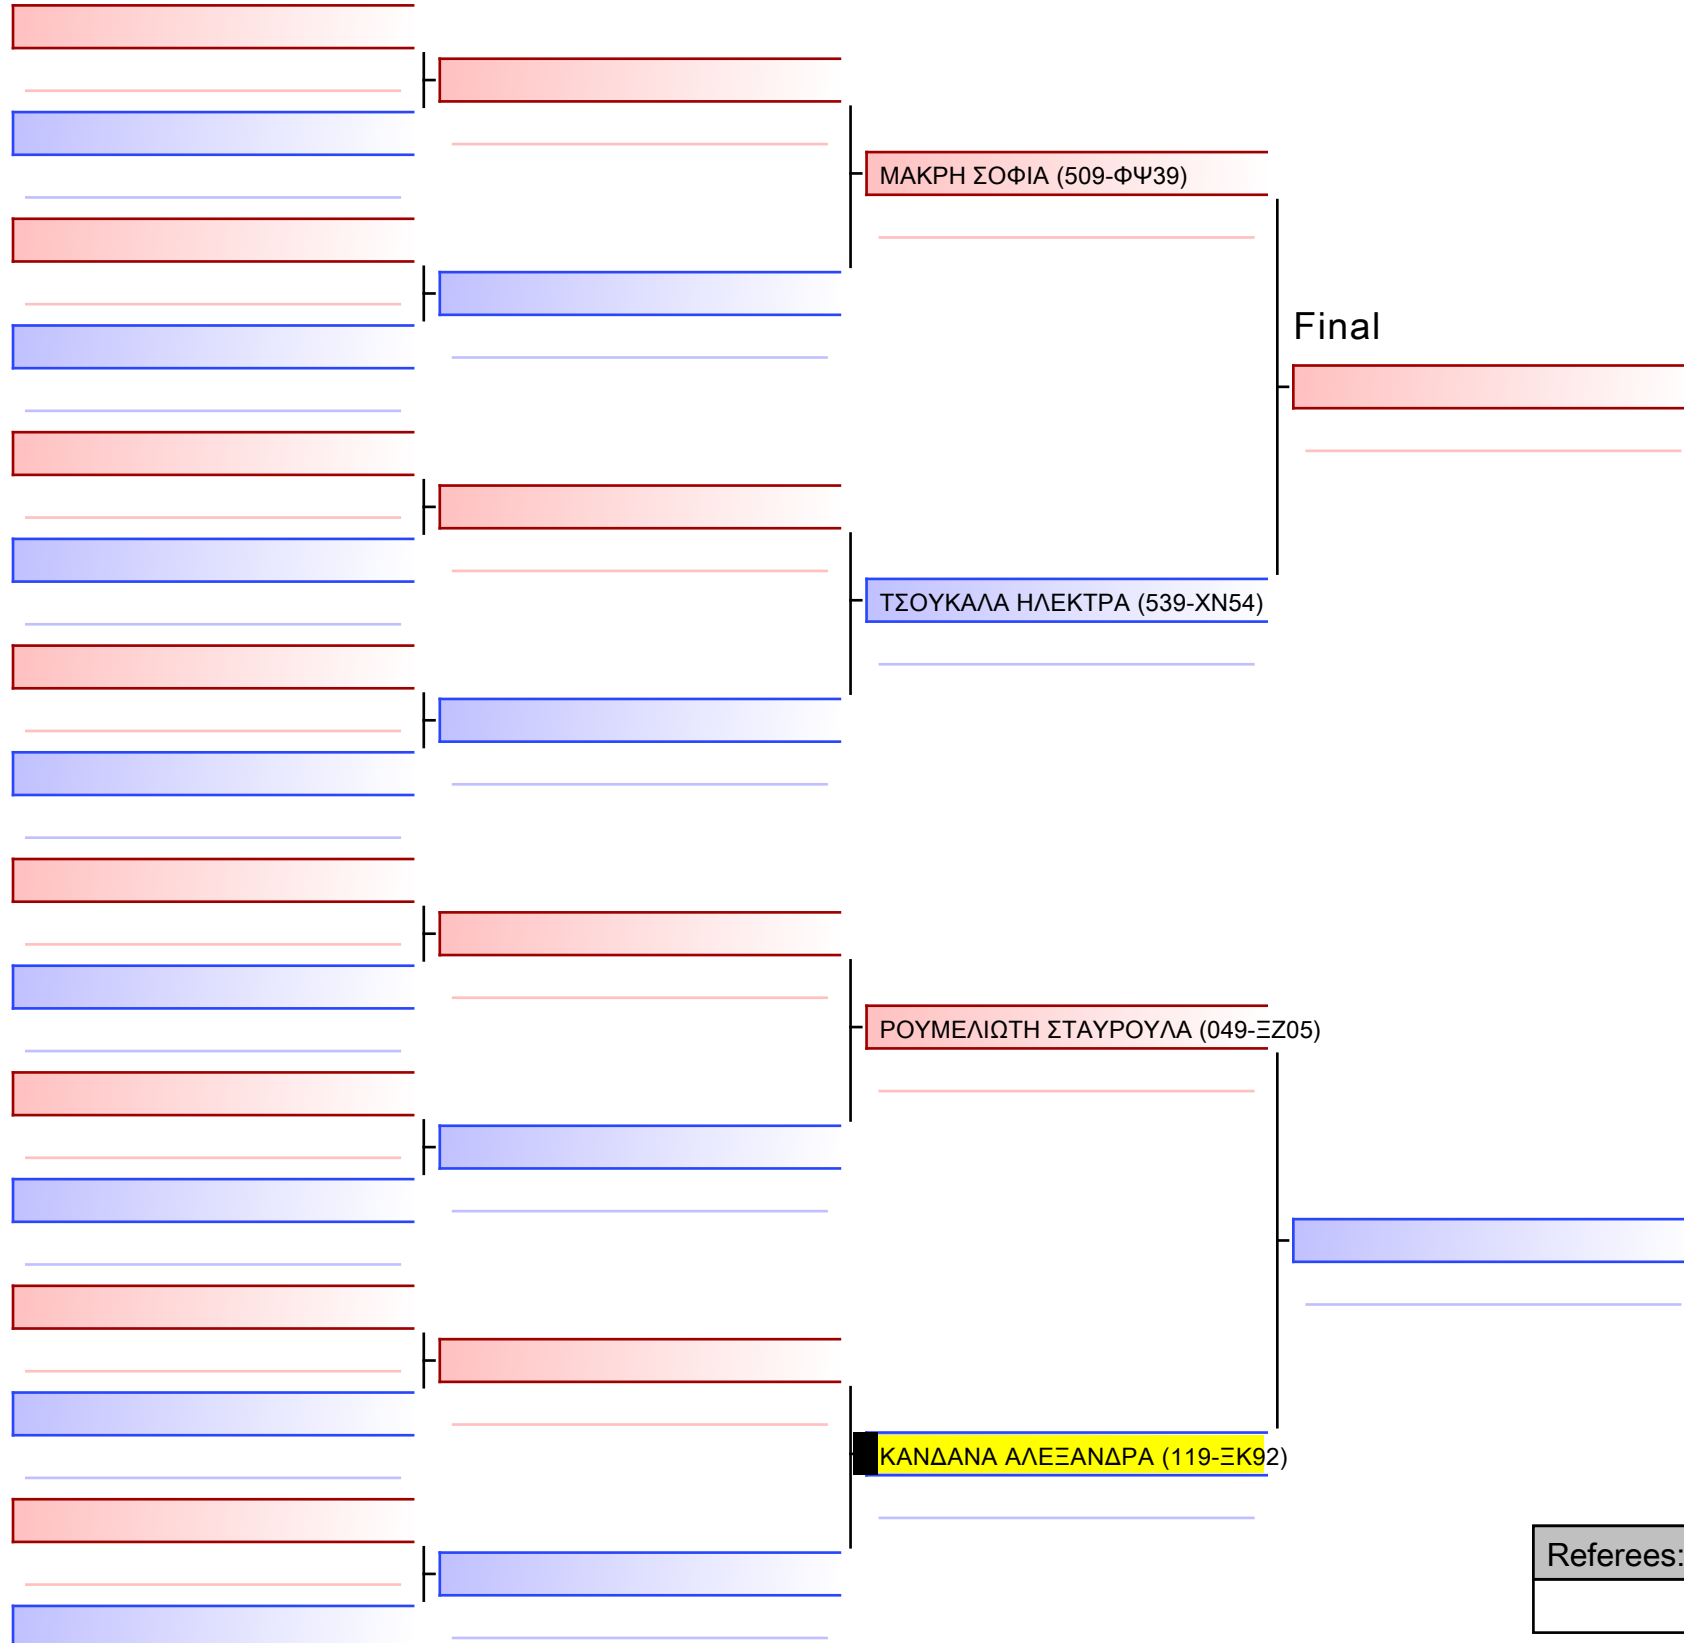 ΜΑΚΡΗ ΣΟΦΙΑ (509-ΦΨ39)
Final
ΤΣΟΥΚΑΛΑ ΗΛΕΚΤΡΑ (539-ΧΝ54)
ΡΟΥΜΕΛΙΩΤΗ ΣΤΑΥΡΟΥΛΑ (049-ΞΖ05)
ΚΑΝΔΑΝΑ ΑΛΕΞΑΝΔΡΑ (119-ΞΚ92)
Referees: